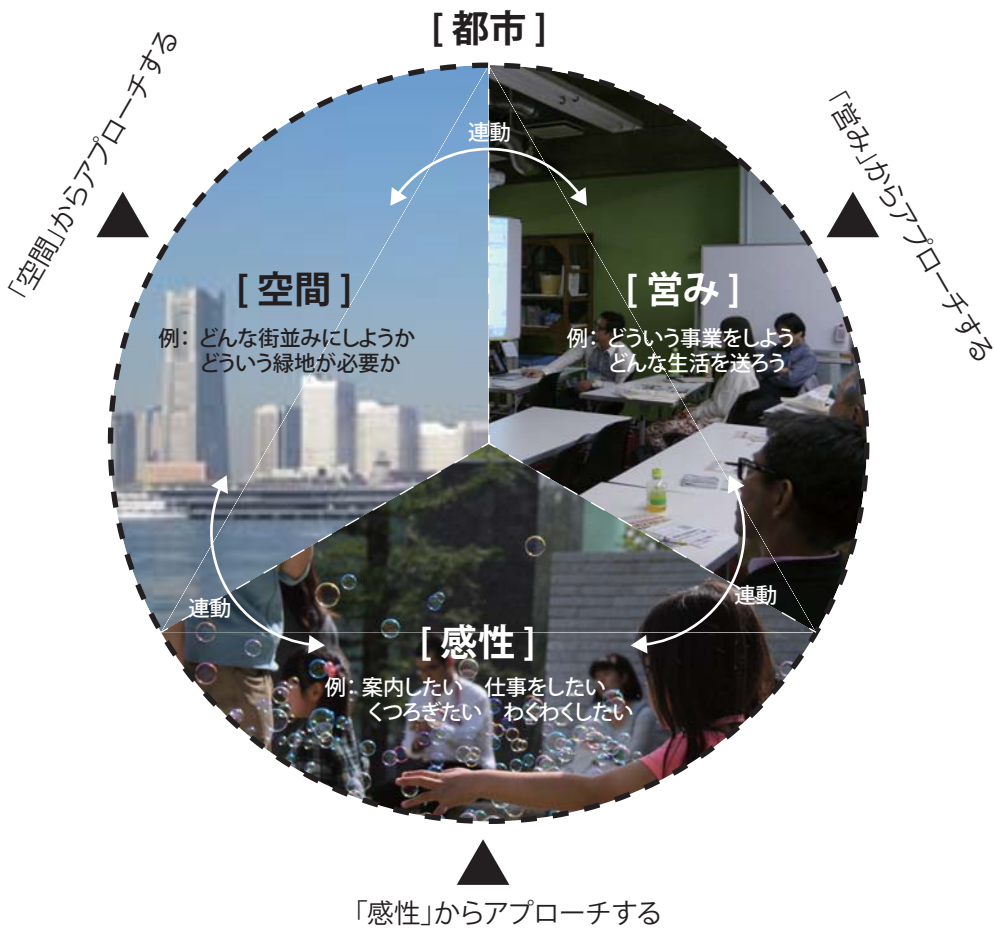 [ 都市 ]
「空間」からアプローチする
「営み」からアプローチする
連動
[ 空間 ]
例： どんな街並みにしようか
どういう緑地が必要か
[ 営み ]
例： どういう事業をしよう
どんな生活を送ろう
連動
連動
[ 感性 ]
例： 案内したい　仕事をしたい
くつろぎたい　わくわくしたい
「感性」からアプローチする